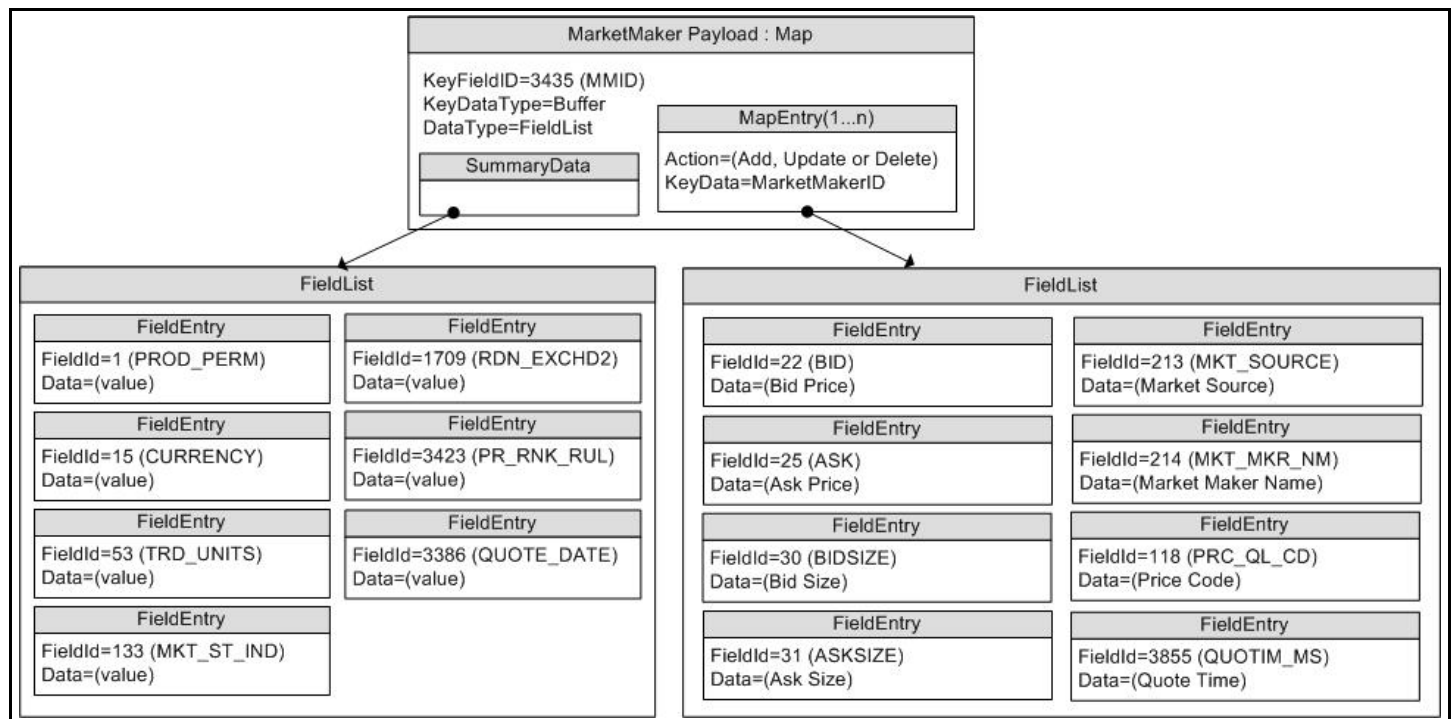 MarketMaker Payload : Map
KeyFieldID=3435 (MMID)
KeyDataType=Buffer
DataType=FieldList
SummaryData
MapEntry(1...n)
Action=(Add, Update or Delete)
KeyData=MarketMakerID
FieldList
FieldEntry
FieldId=1 (PROD_PERM)
Data=(value)
FieldEntry
FieldId=1709 (RDN_EXCHD2)
Data=(value)
FieldEntry
FieldId=15 (CURRENCY)
Data=(value)
FieldEntry
FieldId=3423 (PR_RNK_RUL)
Data=(value)
FieldEntry
FieldId=53 (TRD_UNITS)
Data=(value)
FieldEntry
FieldId=3386 (QUOTE_DATE)
Data=(value)
FieldEntry
FieldId=133 (MKT_ST_IND)
Data=(value)
FieldList
FieldEntry
FieldId=22 (BID)
Data=(Bid Price)
FieldEntry
FieldId=213 (MKT_SOURCE)
Data=(Market Source)
FieldEntry
FieldId=25 (ASK)
Data=(Ask Price)
FieldEntry
FieldId=214 (MKT_MKR_NM)
Data=(Market Maker Name)
FieldEntry
FieldId=30 (BIDSIZE)
Data=(Bid Size)
FieldEntry
FieldId=118 (PRC_QL_CD)
Data=(Price Code)
FieldEntry
FieldId=31 (ASKSIZE)
Data=(Ask Size)
FieldEntry
FieldId=3855 (QUOTIM_MS)
Data=(Quote Time)